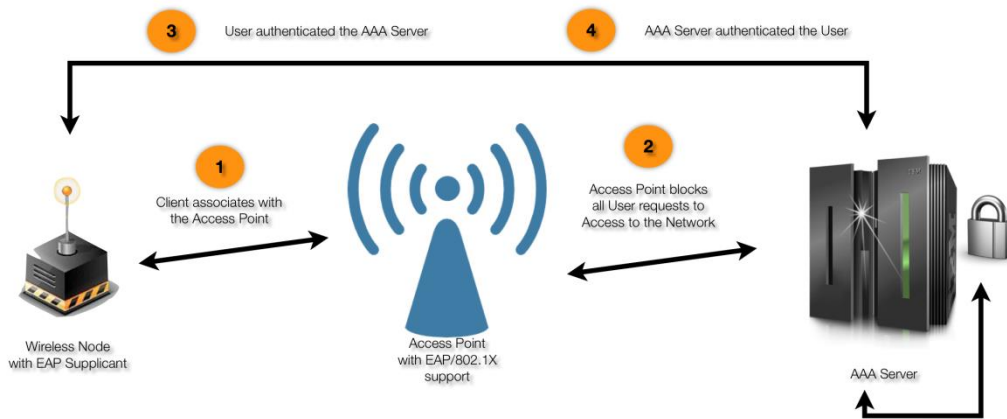 3
User authenticated the AAA Server
4
AAA Server authenticated the User
1
Client associates with
the Access Point
2
Access Point blocks
all User requests to
Access to the Network
Wireless Node
with EAP Supplicant
Access Point
with EAP/802.1X
support
AAA Server